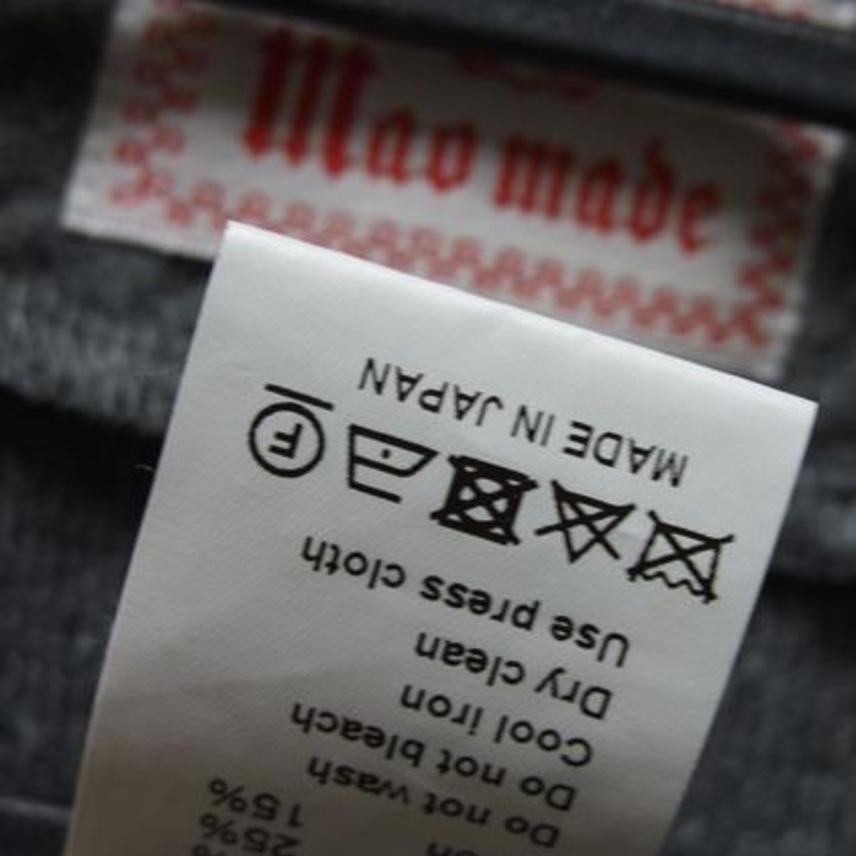 Mao made
15%
25%
Do not wash
Do not bleach
Cool iron
Dry clean
Use press cloth
F
MADE IN JAPAN